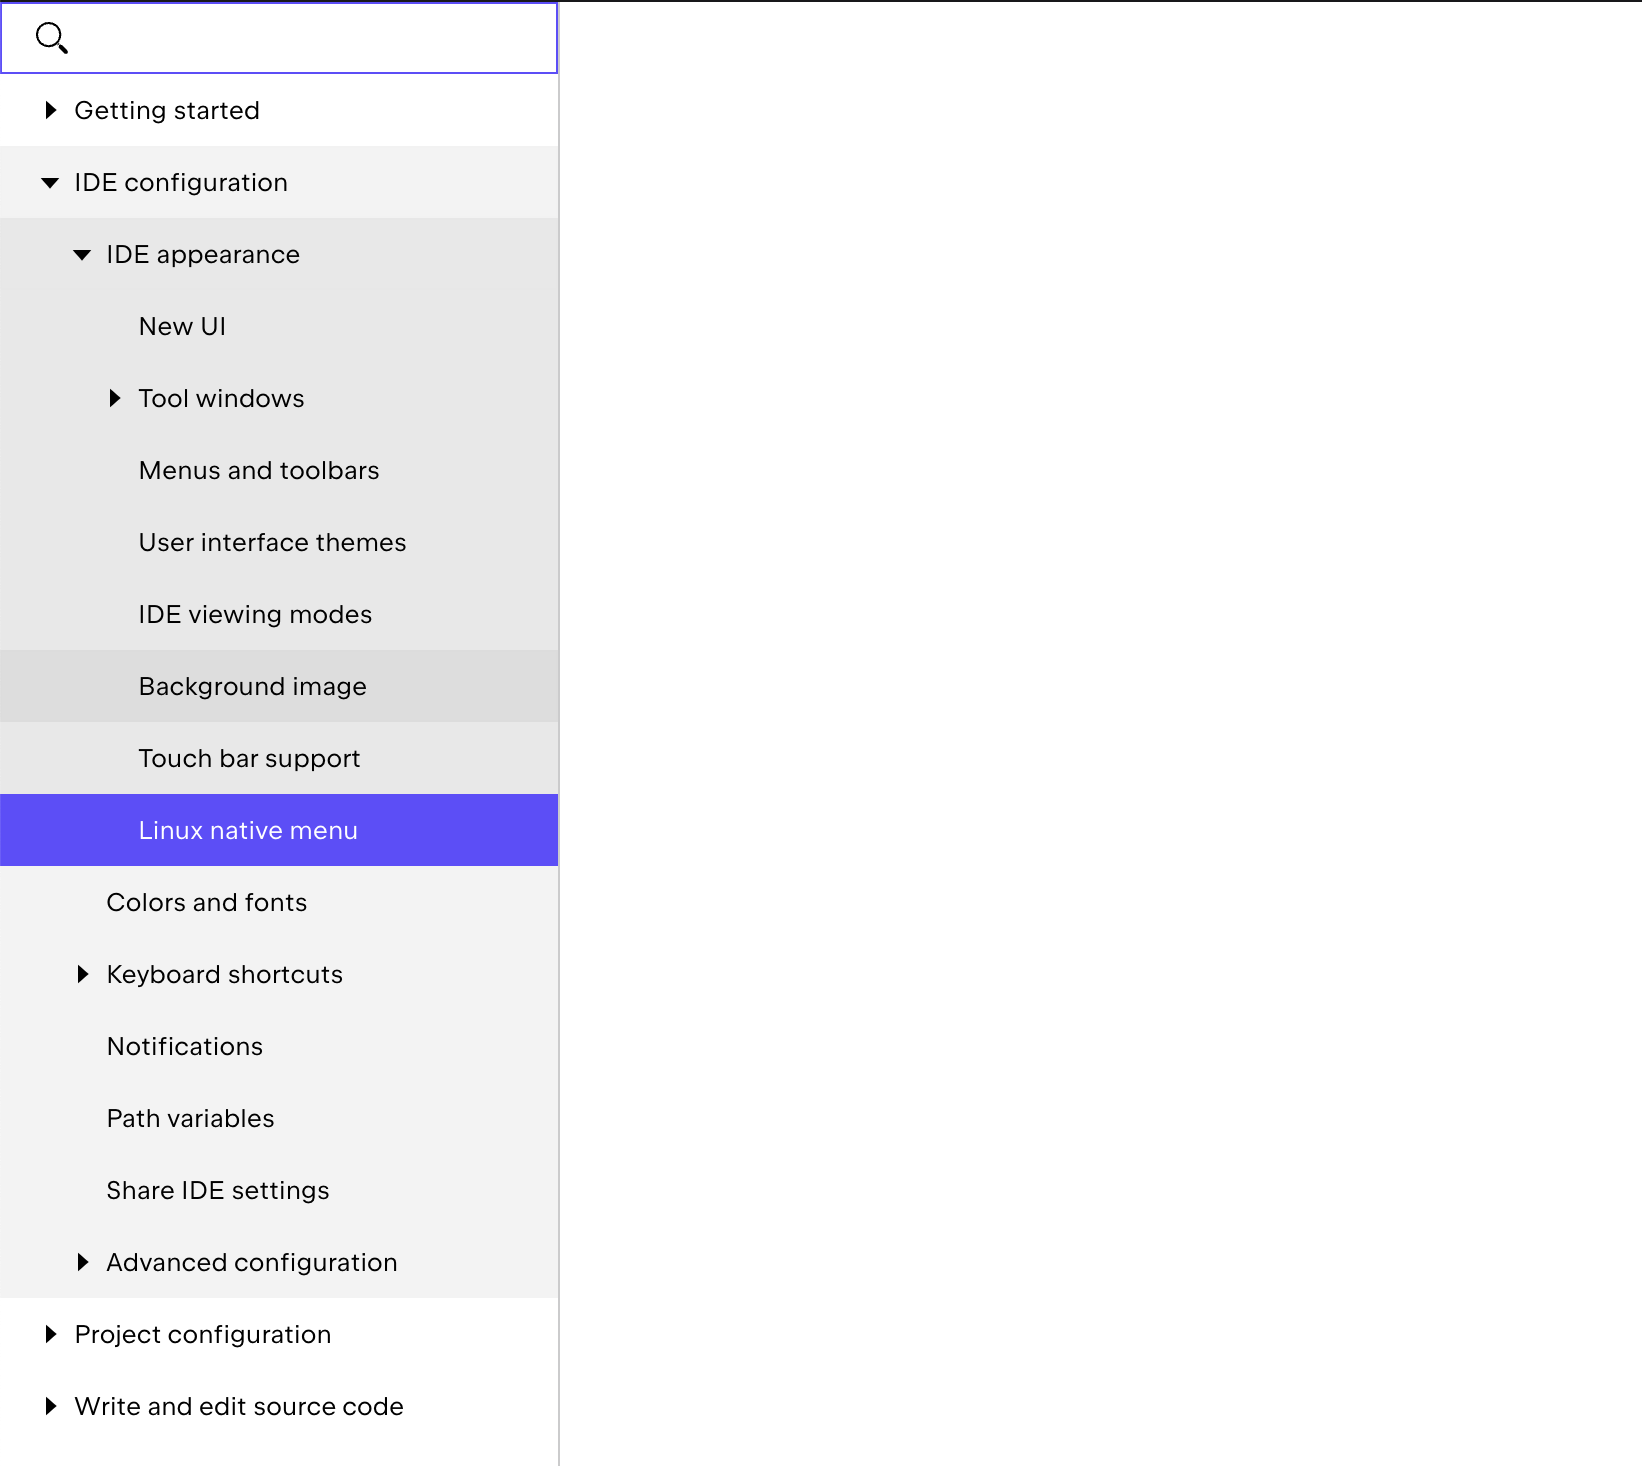 Getting started
IDE configuration
IDE appearance
New UI
Tool windows
Menus and toolbars
User interface themes
IDE viewing modes
Background image
Touch bar support
Linux native menu
Colors and fonts
Keyboard shortcuts
Notifications
Path variables
Share IDE settings
Advanced configuration
Project configuration
Write and edit source code